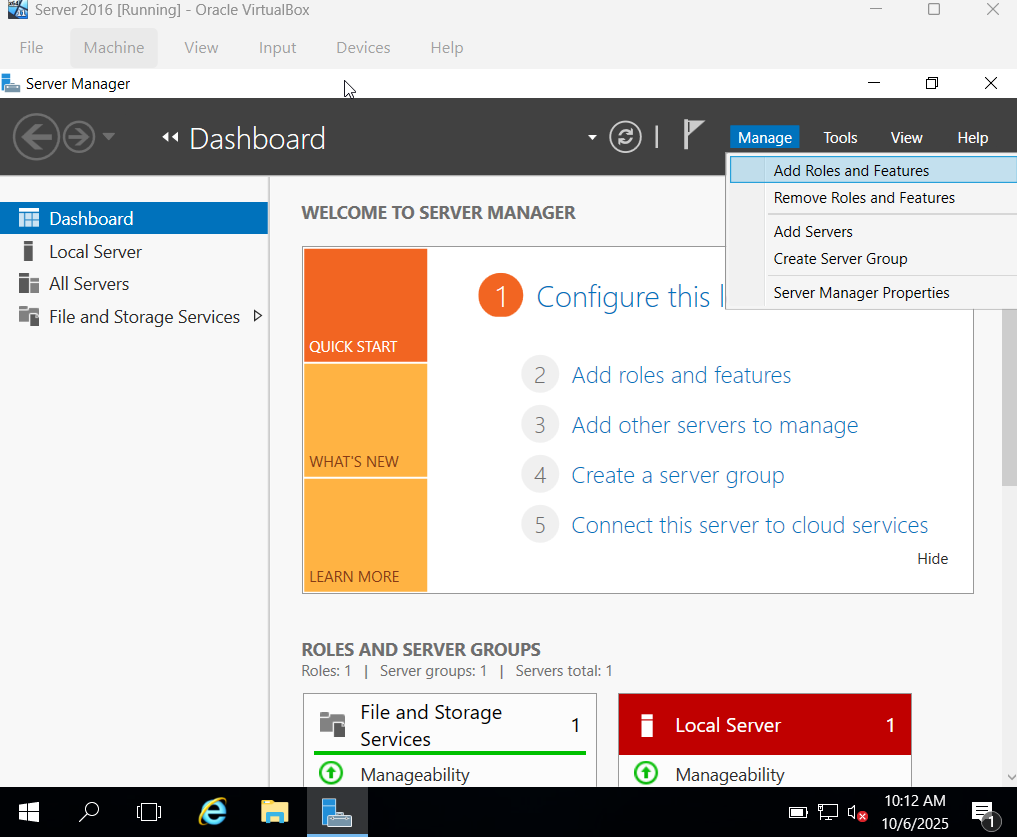 Server 2016 [Running] - Oracle VirtualBox
File Machine View Input Devices Help
Server Manager
Dashboard
Manage Tools View Help
Add Roles and Features
Remove Roles and Features
Add Servers
Create Server Group
Server Manager Properties
Dashboard
Local Server
All Servers
File and Storage Services
WELCOME TO SERVER MANAGER
QUICK START
WHAT'S NEW
LEARN MORE
1 Configure this
2 Add roles and features
3 Add other servers to manage
4 Create a server group
5 Connect this server to cloud services
Hide
ROLES AND SERVER GROUPS
Roles: 1 | Server groups: 1 | Servers total: 1
File and Storage
Services
1
Manageability
Local Server 1
Manageability
10:12 AM
10/6/2025
1